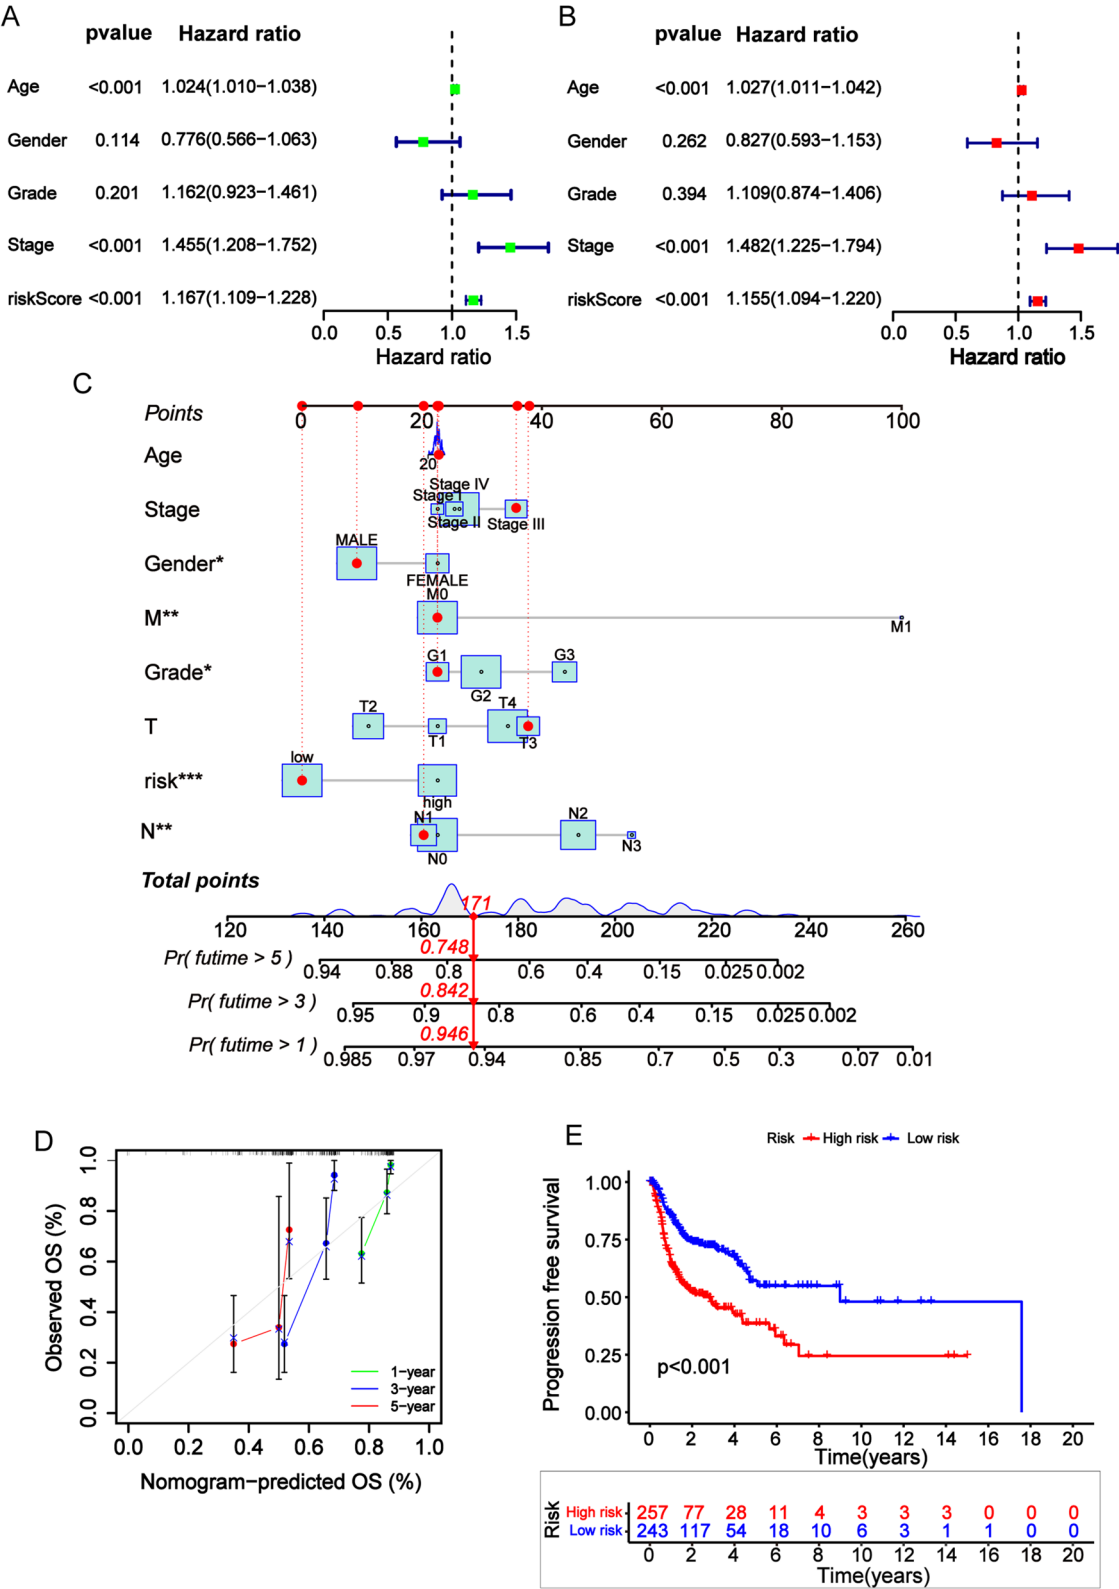 A
pvalue Hazard ratio
Age <0.001 1.024(1.010−1.038)
Gender 0.114 0.776(0.566−1.063)
Grade 0.201 1.162(0.923−1.461)
Stage <0.001 1.455(1.208−1.752)
riskScore <0.001 1.167(1.109−1.228)
0.0 0.5 1.0 1.5
Hazard ratio
B
pvalue Hazard ratio
Age <0.001 1.027(1.011−1.042)
Gender 0.262 0.827(0.593−1.153)
Grade 0.394 1.109(0.874−1.406)
Stage <0.001 1.482(1.225−1.794)
riskScore <0.001 1.155(1.094−1.220)
0.0 0.5 1.0 1.5
Hazard ratio
C
Points
0 20 40 60 80 100
Age
20
Stage IV
Stage I
Stage
Stage II Stage III
MALE
Gender*
FEMALE
M0
M**
M1
G1 G3
Grade*
G2
T2 T4
T
T1 T3
low
risk***
high
N1 N2
N**
N0 N3
Total points
171
120 140 160 180 200 220 240 260
0.748
Pr( futime > 5 )
0.94 0.88 0.8 0.6 0.4 0.15 0.025 0.002
0.842
Pr( futime > 3 )
0.95 0.9 0.8 0.6 0.4 0.15 0.025 0.002
0.946
Pr( futime > 1 )
0.985 0.97 0.94 0.85 0.7 0.5 0.3 0.07 0.01
D
Observed OS (%)
1.0
0.8
0.6
0.4
0.2
0.0
1−year
3−year
5−year
0.0 0.2 0.4 0.6 0.8 1.0
Nomogram−predicted OS (%)
E
Risk High risk Low risk
Progression free survival
1.00
0.75
0.50
0.25
0.00
p<0.001
0 2 4 6 8 10 12 14 16 18 20
Time(years)
Risk
High risk 257 77 28 11 4 3 3 3 0 0 0
Low risk 243 117 54 18 10 6 3 1 1 0 0
0 2 4 6 8 10 12 14 16 18 20
Time(years)